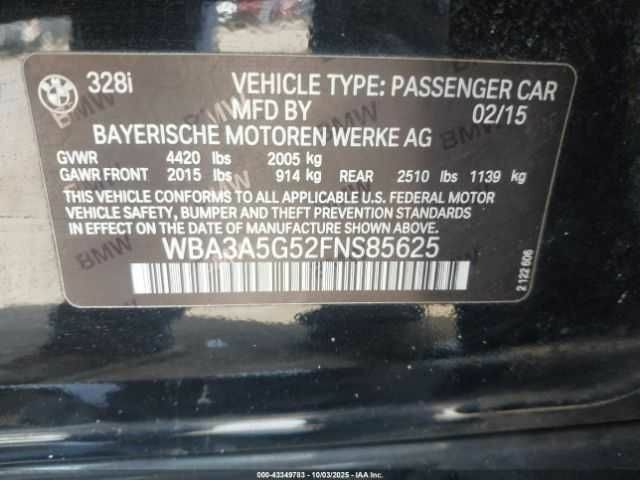 328i VEHICLE TYPE: PASSENGER CAR
MFD BY 02/15
BAYERISCHE MOTOREN WERKE AG
GVWR 4420 lbs 2005 kg
GAWR FRONT 2015 lbs 914 kg REAR 2510 lbs 1139 kg
THIS VEHICLE CONFORMS TO ALL APPLICABLE U.S. FEDERAL MOTOR
VEHICLE SAFETY, BUMPER AND THEFT PREVENTION STANDARDS
IN EFFECT ON THE DATE OF MANUFACTURE SHOWN ABOVE.
WBA3A5G52FNS85625
2 122 606
000-43349783 - 10/03/2025 - IAAI.com